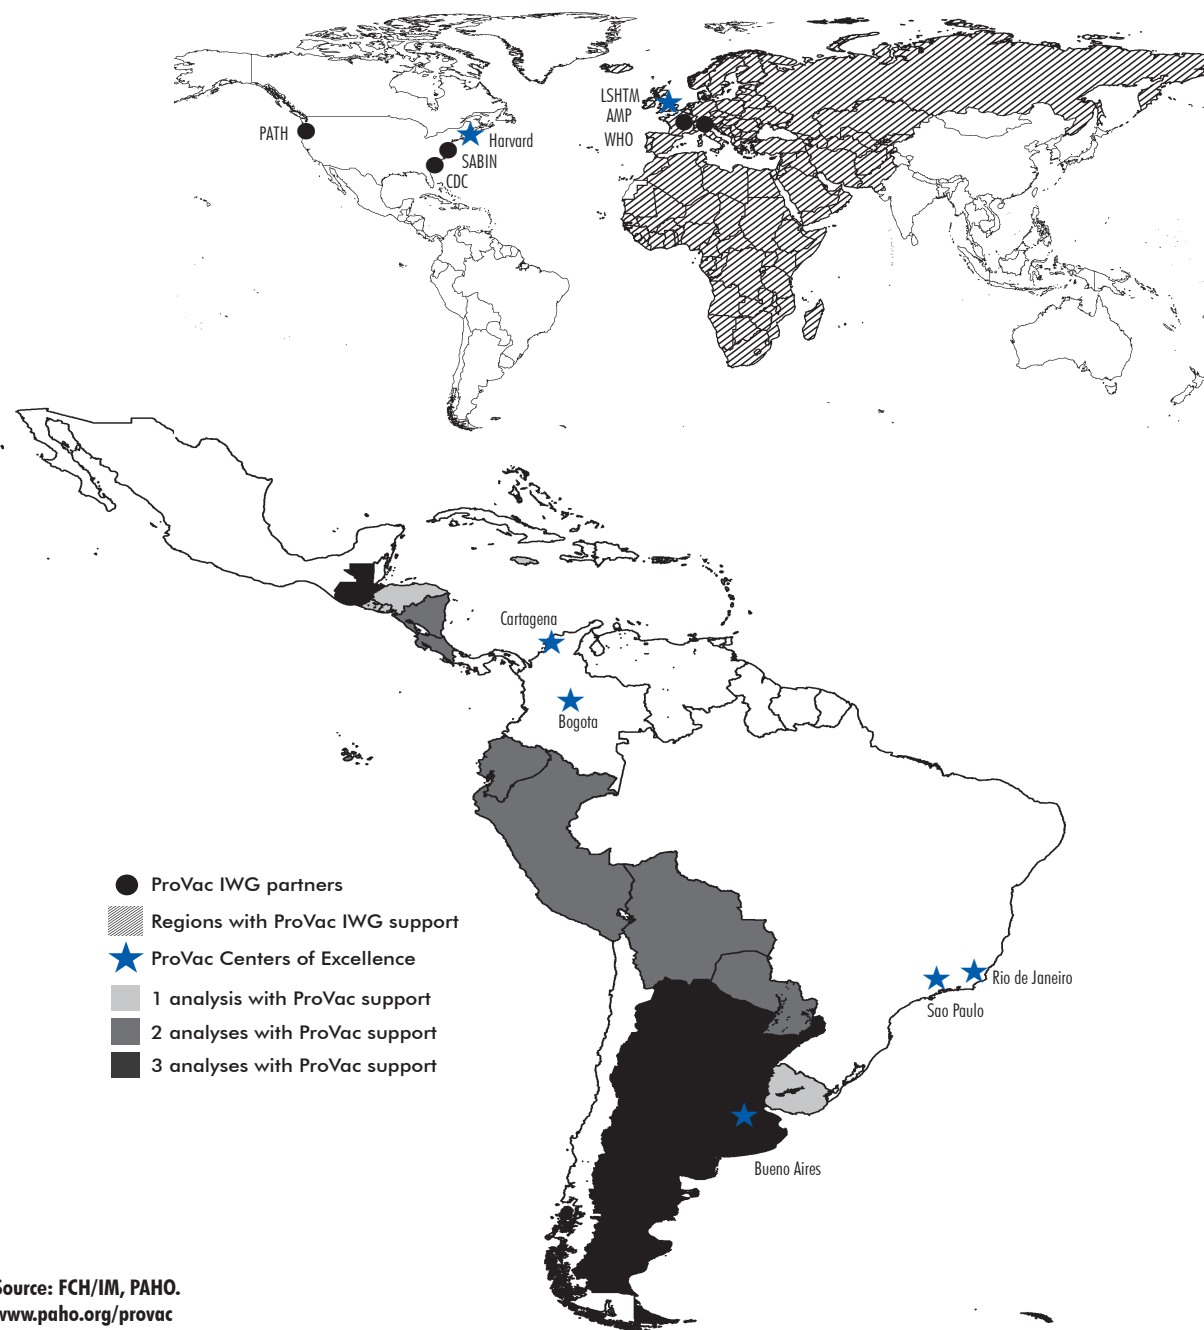 LSHTM
AMP
WHO
PATH
Harvard
SABIN
CDC
Cartagena
Bogota
ProVac IWG partners
Regions with ProVac IWG support
ProVac Centers of Excellence
1 analysis with ProVac support
2 analyses with ProVac support
3 analyses with ProVac support
Rio de Janeiro
Sao Paulo
Bueno Aires
Source: FCH/IM, PAHO.
www.paho.org/provac